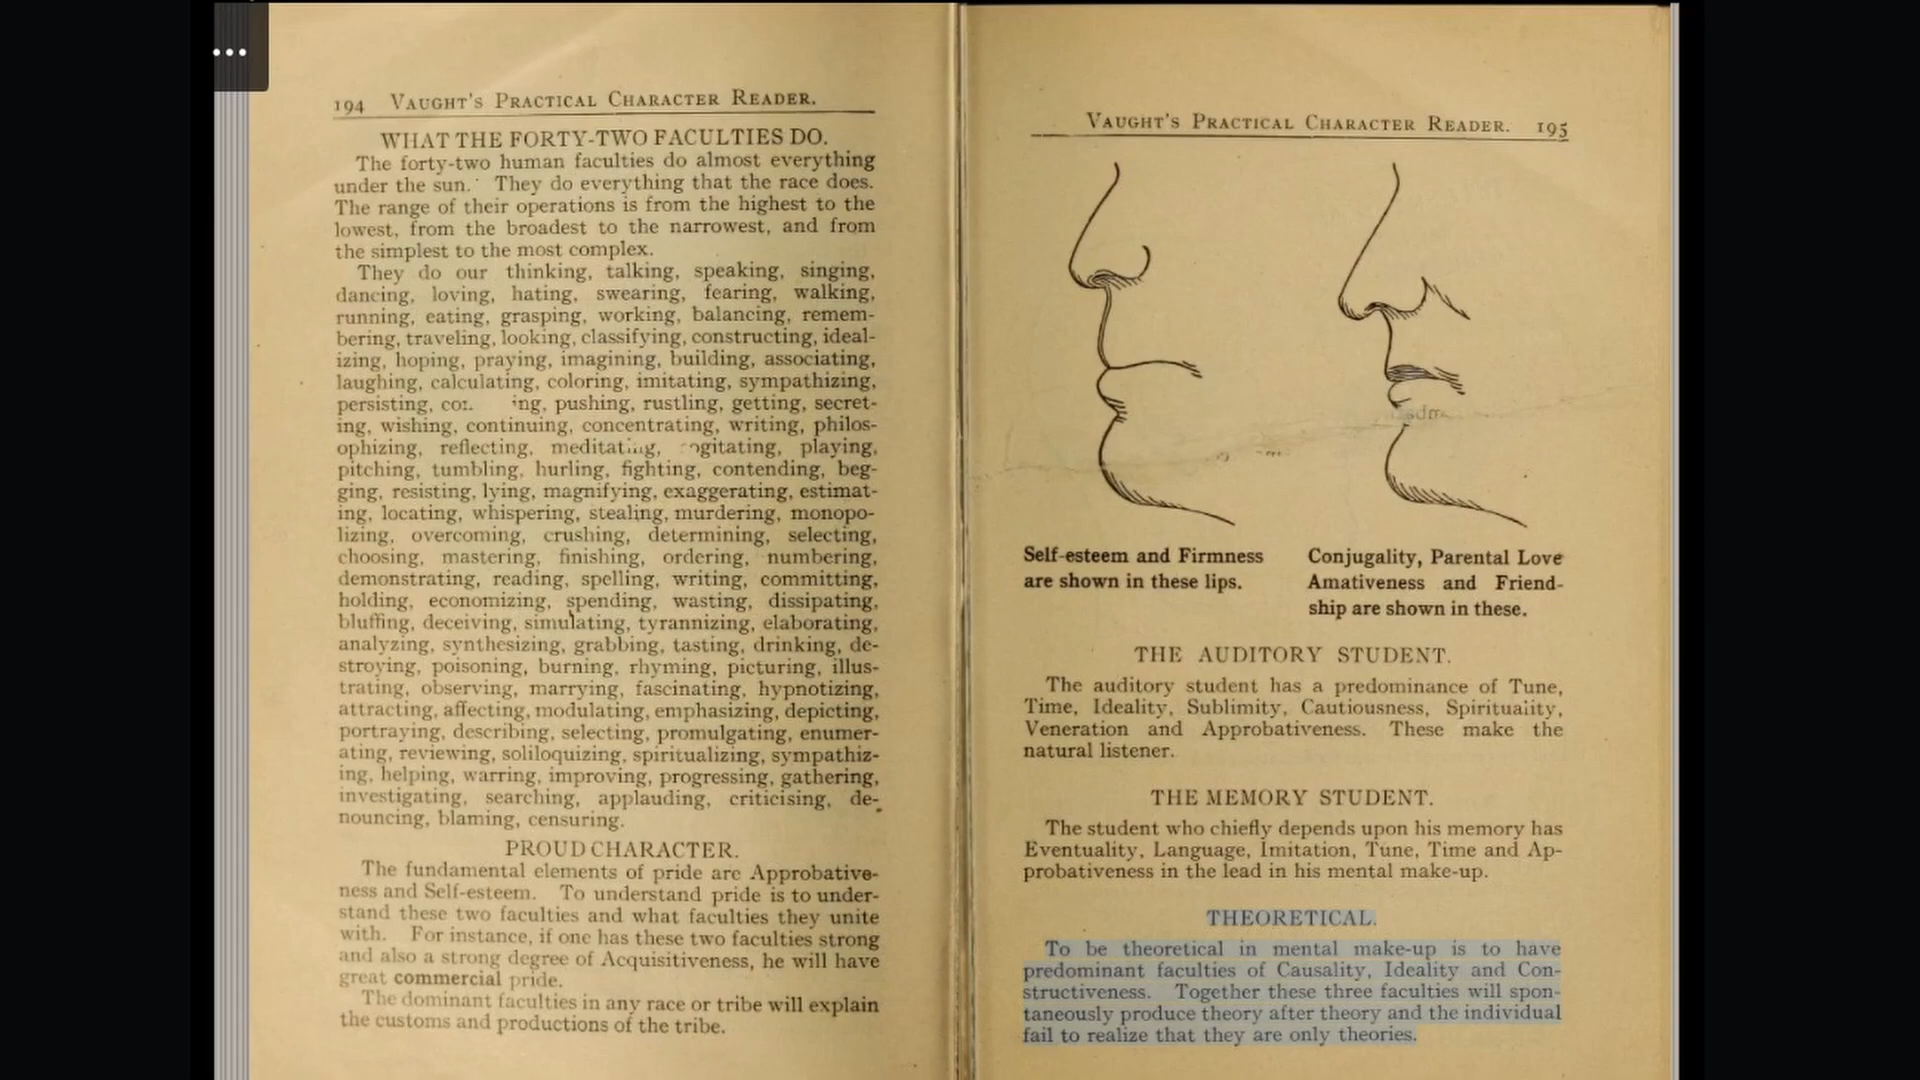 194 VAUGHT'S PRACTICAL CHARACTER READER.
WHAT THE FORTY-TWO FACULTIES DO.
The forty-two human faculties do almost everything
under the sun. They do everything that the race does.
The range of their operations is from the highest to the
lowest, from the broadest to the narrowest, and from
the simplest to the most complex.
They do our thinking, talking, speaking, singing,
dancing, loving, hating, swearing, fearing, walking,
running, eating, grasping, working, balancing, remem-
bering, traveling, looking, classifying, constructing, ideal-
izing, hoping, praying, imagining, building, associating,
laughing, calculating, coloring, imitating, sympathizing,
persisting, pushing, rustling, getting, secret-
ing, wishing, continuing, concentrating, writing, philos-
ophizing, reflecting, meditating, playing,
pitching, tumbling, hurling, fighting, contending, beg-
ging, resisting, lying, magnifying, exaggerating, estimat-
ing, locating, whispering, stealing, murdering, monopo-
lizing, overcoming, crushing, determining, selecting,
choosing, mastering, finishing, ordering, numbering,
demonstrating, reading, spelling, writing, committing,
holding, economizing, spending, wasting, dissipating,
bluffing, deceiving, simulating, tyrannizing, elaborating,
analyzing, synthesizing, grabbing, tasting, drinking, de-
stroying, poisoning, burning, rhyming, picturing, illus-
trating, observing, marrying, fascinating, hypnotizing,
attracting, affecting, modulating, emphasizing, depicting,
portraying, describing, selecting, promulgating, enumer-
ating, reviewing, soliloquizing, spiritualizing, sympathiz-
ing, helping, warring, improving, progressing, gathering,
investigating, searching, applauding, criticising, de-
nouncing, blaming, censuring.
PROUD CHARACTER.
The fundamental elements of pride are Approbative-
ness and Self-esteem. To understand pride is to under-
stand these two faculties and what faculties they unite
with. For instance, if one has these two faculties strong
and also a strong degree of Acquisitiveness, he will have
great commercial pride.
The dominant faculties in any race or tribe will explain
the customs and productions of the tribe.
VAUGHT'S PRACTICAL CHARACTER READER. 195
Self-esteem and Firmness
are shown in these lips.
Conjugality, Parental Love
Amativeness and Friend-
ship are shown in these.
THE AUDITORY STUDENT.
The auditory student has a predominance of Tune,
Time, Ideality, Sublimity, Cautiousness, Spirituality,
Veneration and Approbativeness. These make the
natural listener.
THE MEMORY STUDENT.
The student who chiefly depends upon his memory has
Eventuality, Language, Imitation, Tune, Time and Ap-
probativeness in the lead in his mental make-up.
THEORETICAL.
To be theoretical in mental make-up is to have
predominant faculties of Causality, Ideality and Con-
structiveness. Together these three faculties will spon-
taneously produce theory after theory and the individual
fail to realize that they are only theories.